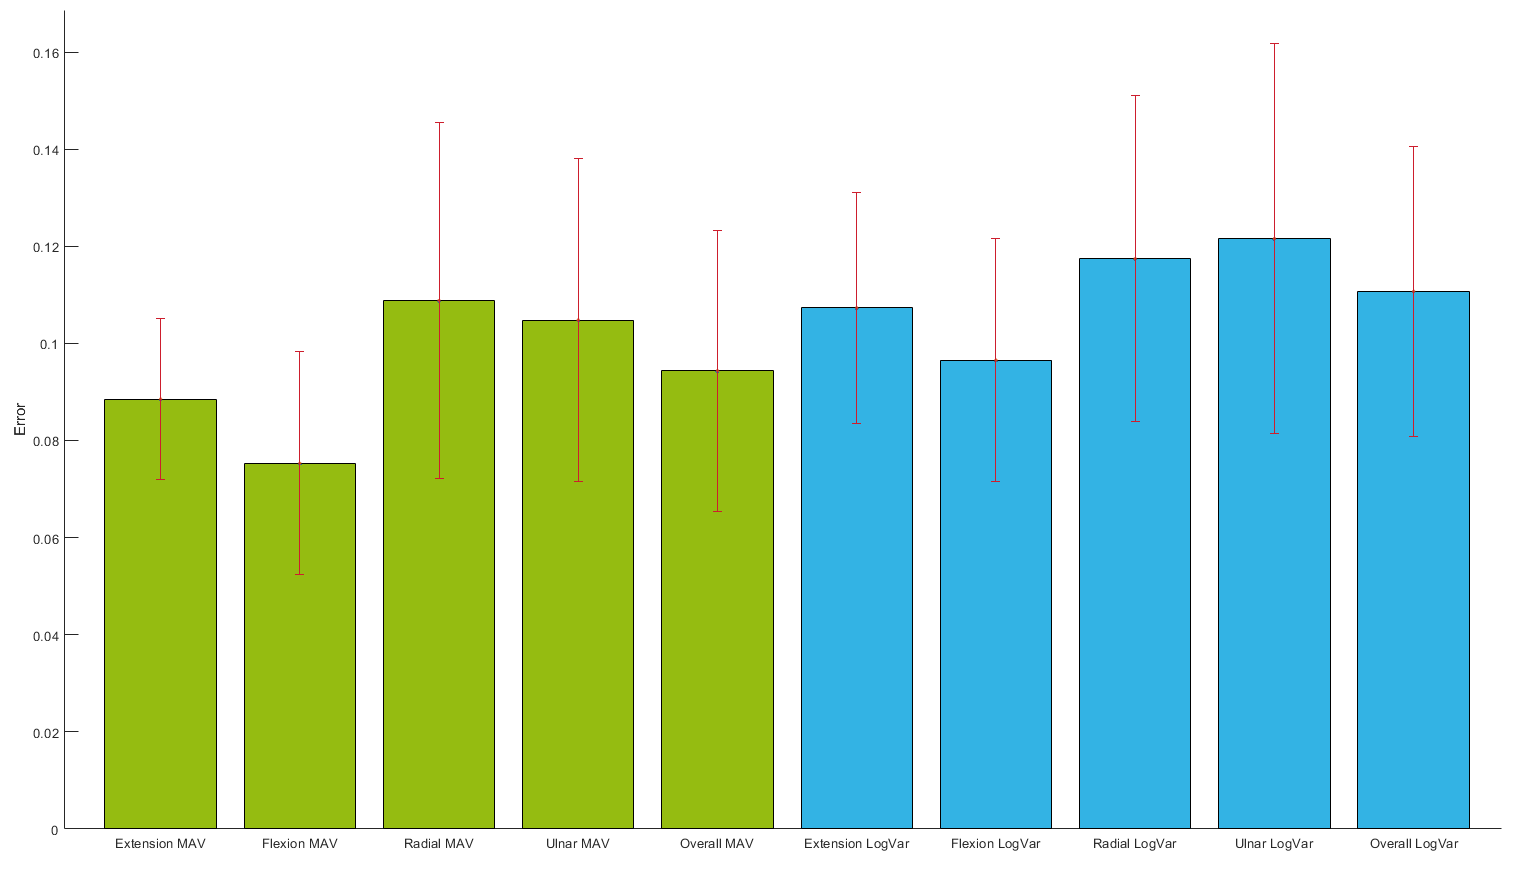 Error
0.16
0.14
0.12
0.1
0.08
0.06
0.04
0.02
0
Extension MAV
Flexion MAV
Radial MAV
Ulnar MAV
Overall MAV
Extension LogVar
Flexion LogVar
Radial LogVar
Ulnar LogVar
Overall LogVar